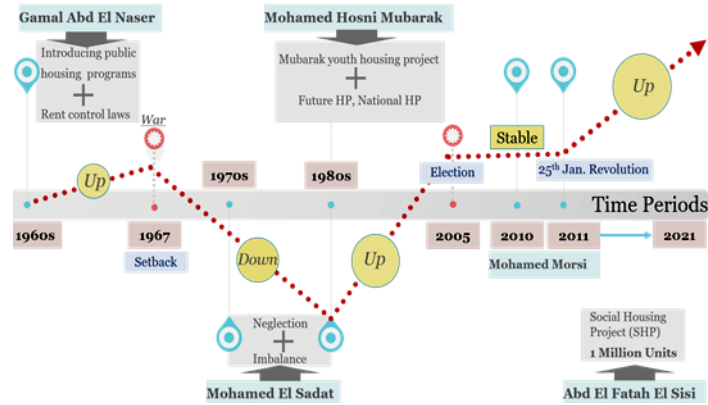 Gamal Abd El Naser
Mohamed Hosni Mubarak
Introducing public
housing programs
+
Rent control laws
Mubarak youth housing project
+
Future HP, National HP
War
Up
Stable
Up
1970s
1980s
Election
25th Jan. Revolution
Time Periods
1960s
1967
2005
2010
2011
2021
Setback
Down
Up
Mohamed Morsi
Neglection
+
Imbalance
Social Housing
Project (SHP)
1 Million Units
Mohamed El Sadat
Abd El Fatah El Sisi